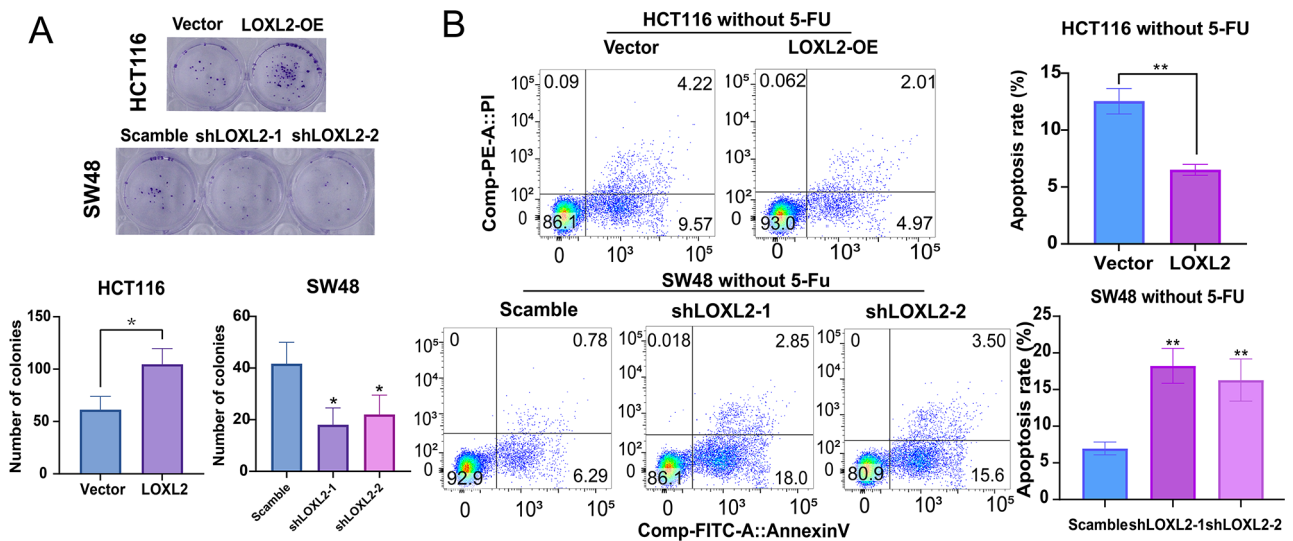 A
Vector LOXL2-OE
HCT116
Scamble shLOXL2-1 shLOXL2-2
SW48
HCT116
Number of colonies
150
100
50
0
*
Vector LOXL2
SW48
Number of colonies
60
40
20
0
* *
Scamble shLOXL2-1 shLOXL2-2
B
HCT116 without 5-FU
Vector LOXL2-OE
Comp-PE-A::PI
10⁵ 10⁴ 10³ 10² 0
0.09 4.22
86.1 9.57
0 10³ 10⁵
10⁵ 10⁴ 10³ 10² 0
0.062 2.01
93.0 4.97
0 10³ 10⁵
SW48 without 5-Fu
Scamble shLOXL2-1 shLOXL2-2
10⁵ 10⁴ 10³ 10² 0
0 0.78
92.9 6.29
0 10³ 10⁵
10⁵ 10⁴ 10³ 10² 0
0.018 2.85
86.1 18.0
0 10³ 10⁵
10⁵ 10⁴ 10³ 10² 0
0 3.50
80.9 15.6
0 10³ 10⁵
Comp-FITC-A::AnnexinV
HCT116 without 5-FU
Apoptosis rate (%)
15
10
5
0
**
Vector LOXL2
SW48 without 5-FU
Apoptosis rate (%)
25
20
15
10
5
0
** **
Scamble shLOXL2-1 shLOXL2-2